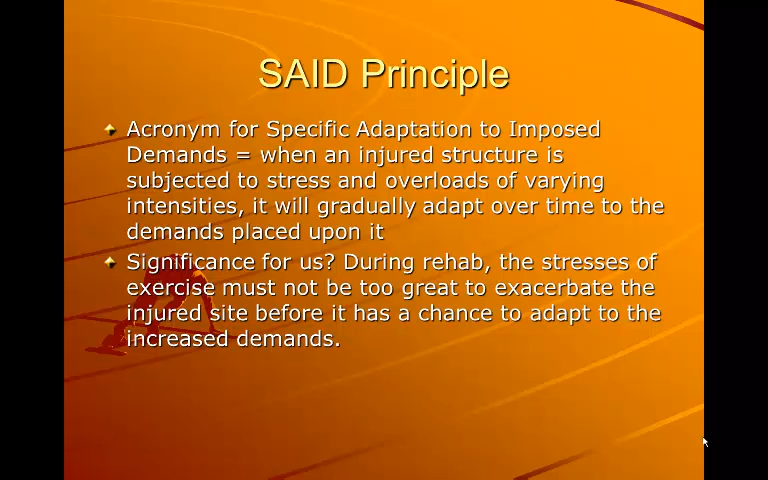 SAID Principle
Acronym for Specific Adaptation to Imposed
Demands = when an injured structure is
subjected to stress and overloads of varying
intensities, it will gradually adapt over time to the
demands placed upon it
Significance for us? During rehab, the stresses of
exercise must not be too great to exacerbate the
injured site before it has a chance to adapt to the
increased demands.